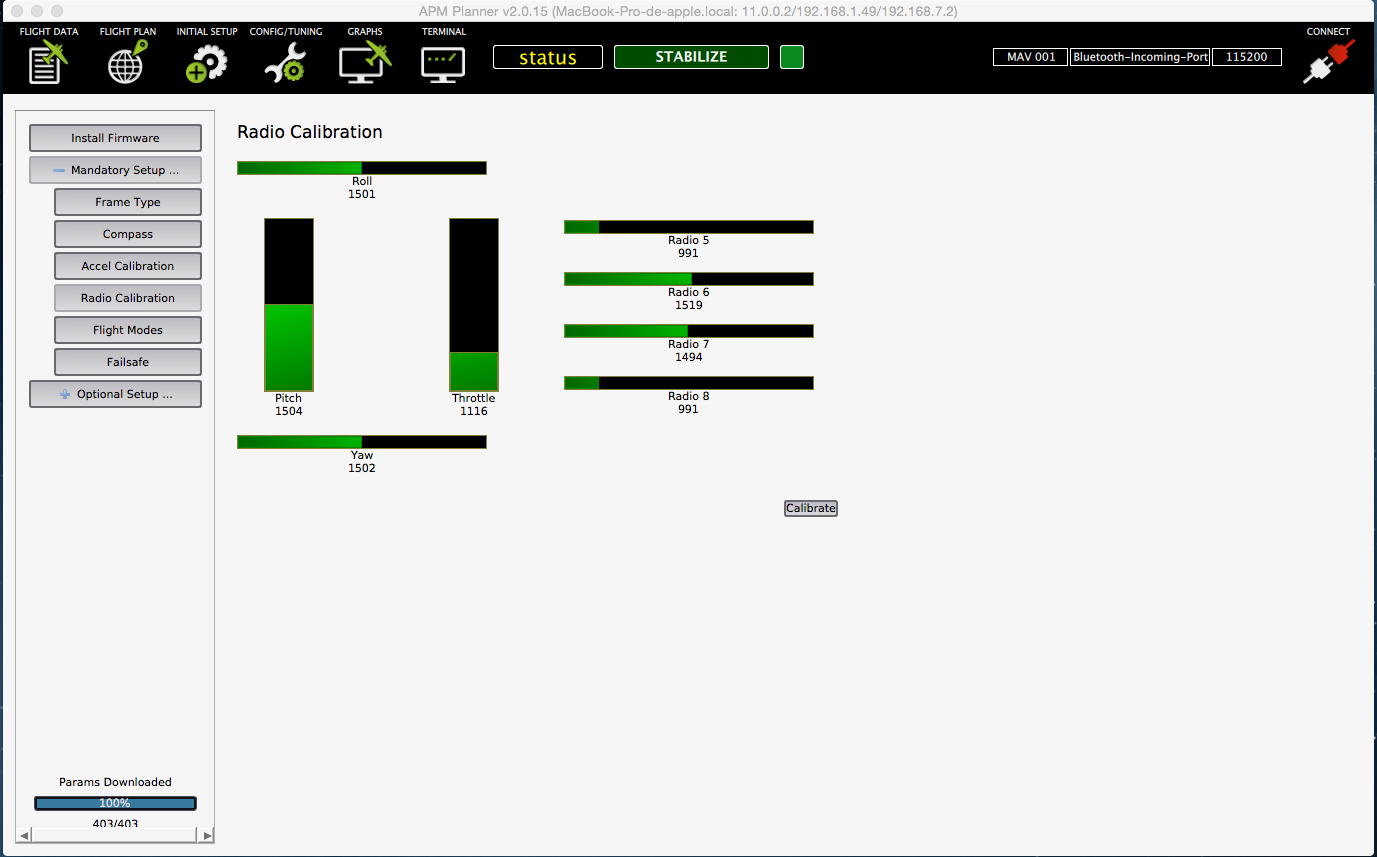 APM Planner v2.0.15 (MacBook-Pro-de-apple.local: 11.0.0.2/192.168.1.49/192.168.7.2)
FLIGHT DATA FLIGHT PLAN INITIAL SETUP CONFIG/TUNING GRAPHS TERMINAL CONNECT
status STABILIZE MAV 001 Bluetooth-Incoming-Port 115200
Install Firmware
Mandatory Setup ...
Frame Type
Compass
Accel Calibration
Radio Calibration
Flight Modes
Failsafe
Optional Setup ...
Params Downloaded
100%
403/403
Radio Calibration
Roll
1501
Pitch
1504
Throttle
1116
Yaw
1502
Radio 5
991
Radio 6
1519
Radio 7
1494
Radio 8
991
Calibrate